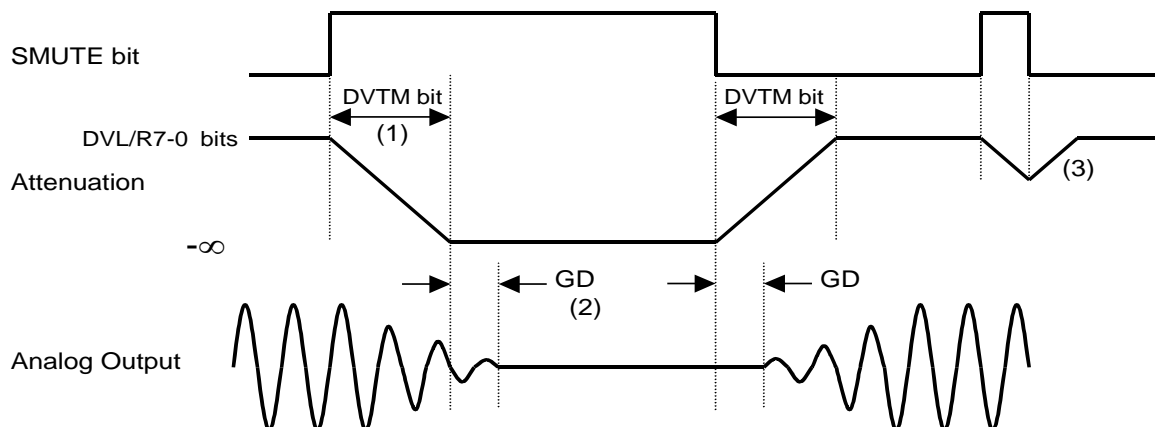 SMUTE bit
DVTM bit
DVTM bit
(1)
DVL/R7-0 bits
Attenuation
(3)
-∞
GD
GD
(2)
Analog Output